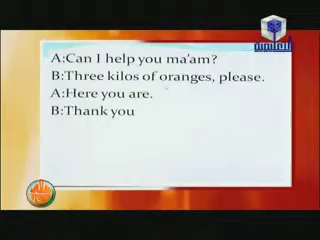 A:Can I help you ma'am?
B:Three kilos of oranges, please.
A:Here you are.
B:Thank you